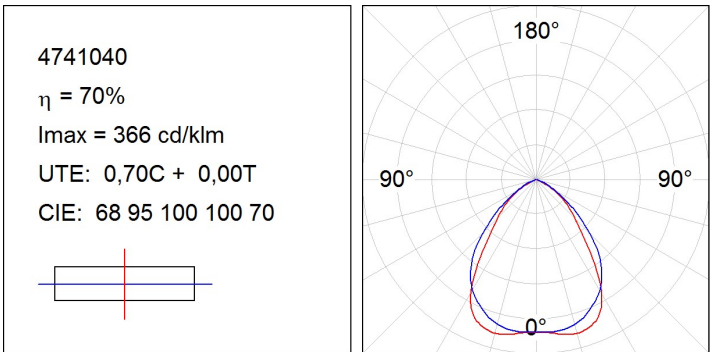 4741040
η = 70%
Imax = 366 cd/klm
UTE: 0,70C + 0,00T
CIE: 68 95 100 100 70
180°
90° 90°
0°